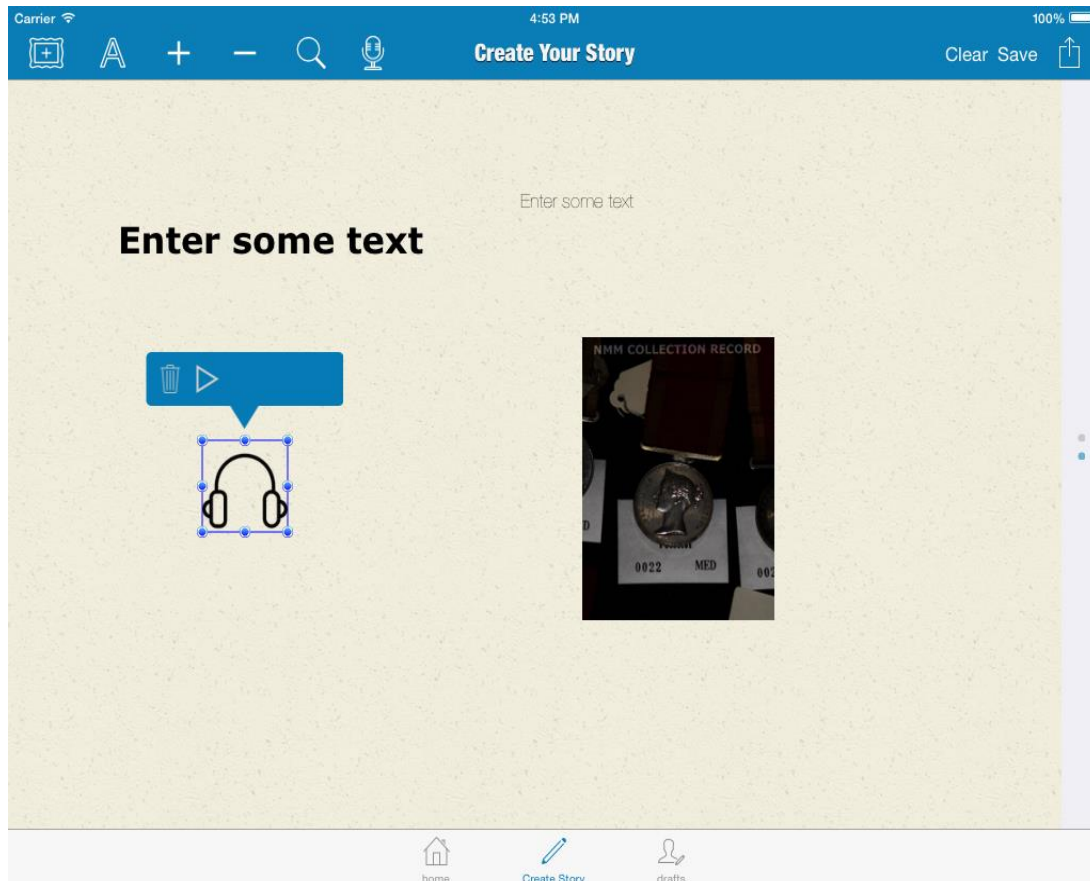 Carrier 4:53 PM 100%
A Create Your Story Clear Save
Enter some text
Enter some text
NMM COLLECTION RECORD
D
0022 MED 002
home Create Story drafts